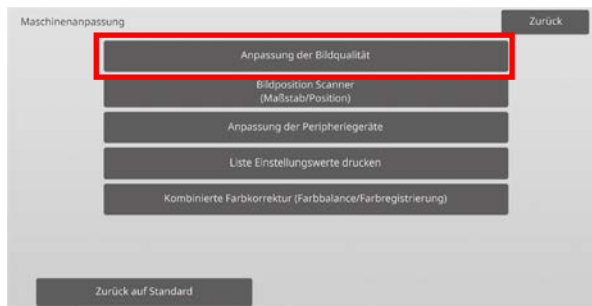 Maschinenanpassung
Zurück
Anpassung der Bildqualität
Bildposition Scanner
(Maßstab/Position)
Anpassung der Peripheriegeräte
Liste Einstellungswerte drucken
Kombinierte Farbkorrektur (Farbbalance/Farbregistrierung)
Zurück auf Standard